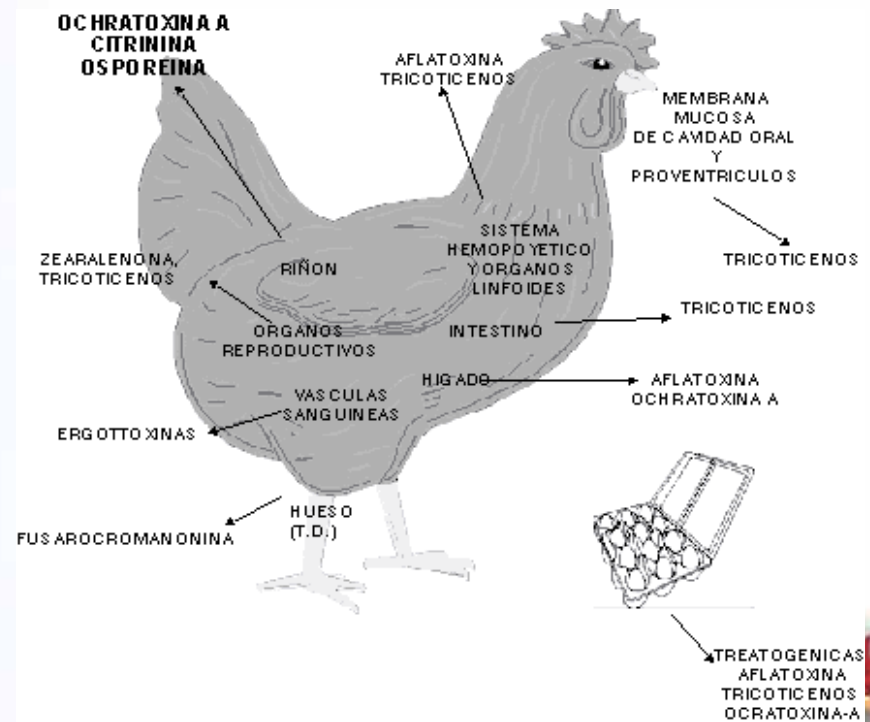 OCHRATOXINA A
CITRININA
OSPOREINA
AFLATOXINA
TRICOTICENOS
MEMBRANA
MUCOSA
DE CAVIDAD ORAL
Y
PROVENTRICULOS
TRICOTICENOS
SISTEMA
HEMOPOYETICO
Y ORGANOS
LINFOIDES
ZEARALENONA,
TRICOTICENOS
RIÑON
TRICOTICENOS
ORGANOS
REPRODUCTIVOS
INTESTINO
HIGADO
AFLATOXINA
OCHRATOXINA A
VASCULAS
SANGUINEAS
ERGOTTOXINAS
HUESO
(T.D.)
FUSAROCROMANONINA
TREATOGENICAS
AFLATOXINA
TRICOTICENOS
OCRATOXINA-A